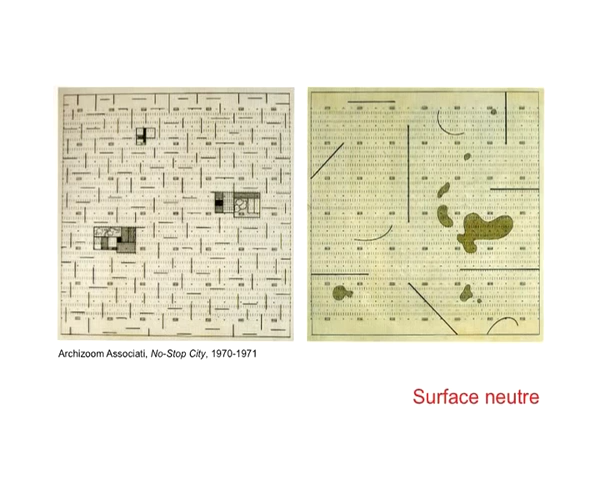 Archizoom Associati, No-Stop City, 1970-1971
Surface neutre